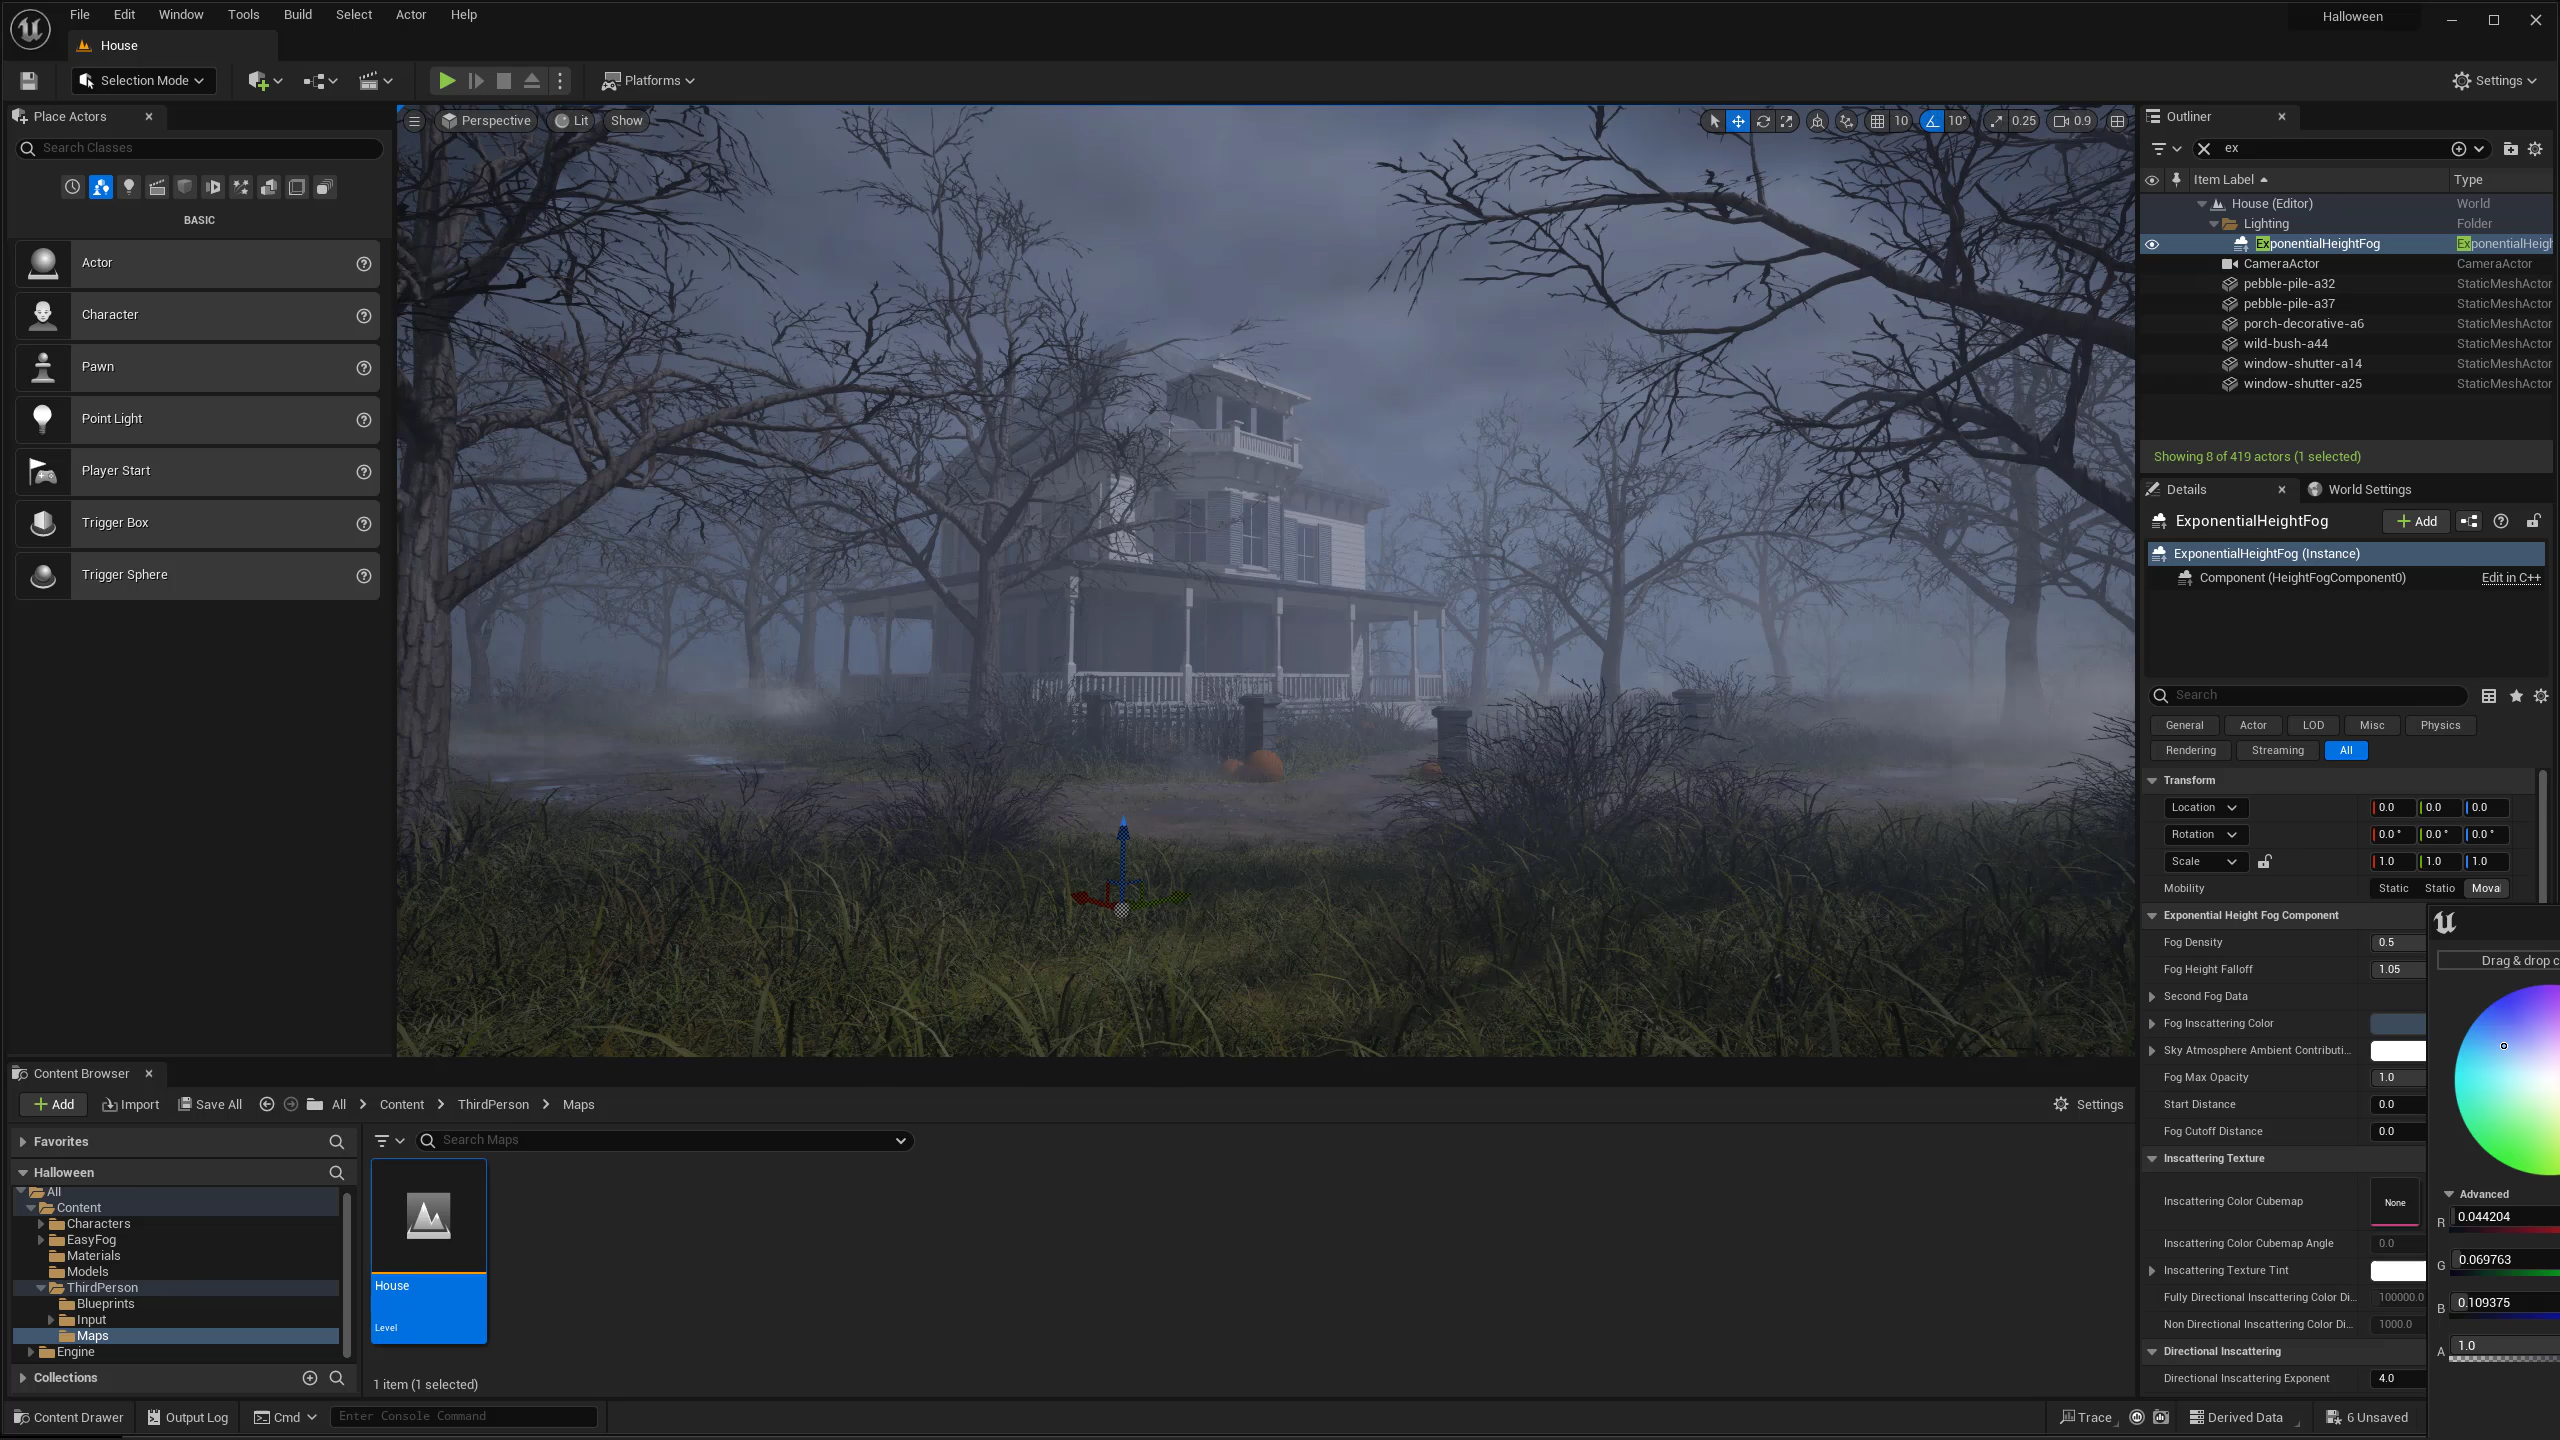 File Edit Window Tools Build Select Actor Help
Halloween
House
Selection Mode
Platforms
Settings
Place Actors
Search Classes
BASIC
Actor
Character
Pawn
Point Light
Player Start
Trigger Box
Trigger Sphere
Perspective Lit Show
10 10° 0.25 0.9
Outliner
ex
Item Label Type
House (Editor) World
Lighting Folder
ExponentialHeightFog ExponentialHeigh
CameraActor CameraActor
pebble-pile-a32 StaticMeshActor
pebble-pile-a37 StaticMeshActor
porch-decorative-a6 StaticMeshActor
wild-bush-a44 StaticMeshActor
window-shutter-a14 StaticMeshActor
window-shutter-a25 StaticMeshActor
Showing 8 of 419 actors (1 selected)
Details World Settings
ExponentialHeightFog Add
ExponentialHeightFog (Instance)
Component (HeightFogComponent0) Edit in C++
Search
General Actor LOD Misc Physics
Rendering Streaming All
Transform
Location 0.0 0.0 0.0
Rotation 0.0 ° 0.0 ° 0.0 °
Scale 1.0 1.0 1.0
Mobility Static Statio Moval
Exponential Height Fog Component
Fog Density 0.5
Fog Height Falloff 1.05
Second Fog Data
Fog Inscattering Color
Sky Atmosphere Ambient Contributi...
Fog Max Opacity 1.0
Start Distance 0.0
Fog Cutoff Distance 0.0
Inscattering Texture
Inscattering Color Cubemap None
Inscattering Color Cubemap Angle 0.0
Inscattering Texture Tint
Fully Directional Inscattering Color Di... 100000.0
Non Directional Inscattering Color Di... 1000.0
Directional Inscattering
Directional Inscattering Exponent 4.0
Drag & drop c
Advanced
R 0.044204
G 0.069763
B 0.109375
A 1.0
Content Browser
Add Import Save All All Content ThirdPerson Maps
Settings
Favorites
Search Maps
Halloween
All
Content
Characters
EasyFog
Materials
Models
ThirdPerson
Blueprints
Input
Maps
Engine
Collections
House
Level
1 item (1 selected)
Content Drawer Output Log Cmd Enter Console Command
Trace Derived Data 6 Unsaved